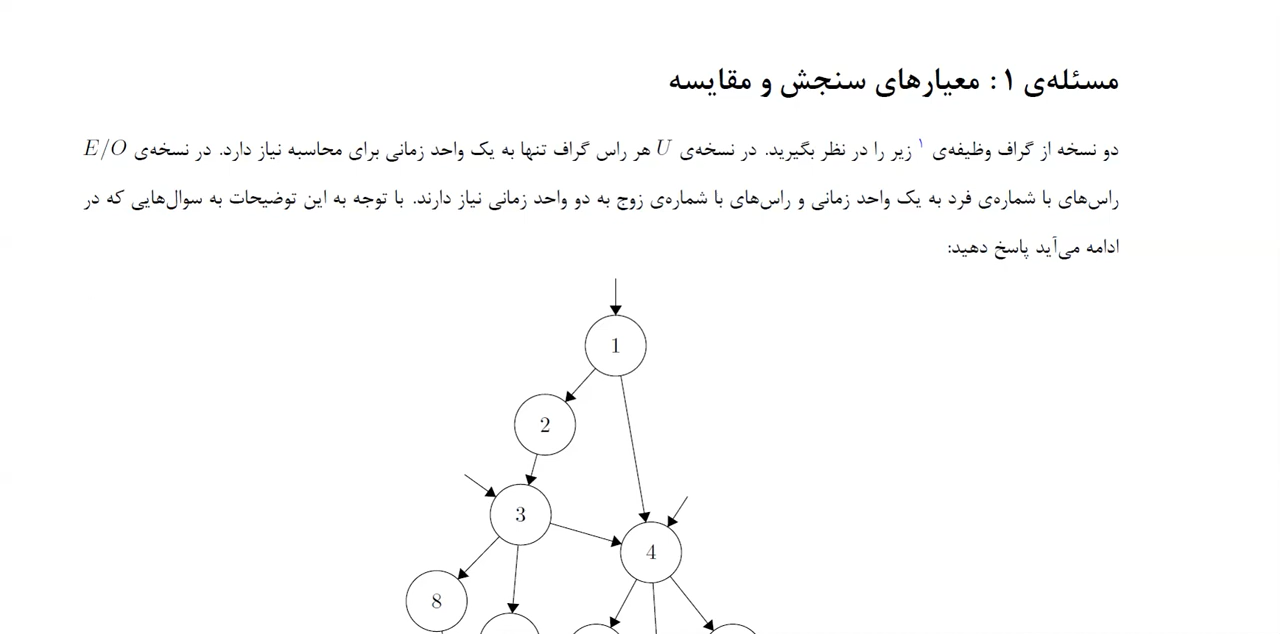 مسئله‌ی ۱: معیارهای سنجش و مقایسه
دو نسخه از گراف وظیفه‌ی ۱ زیر را در نظر بگیرید. در نسخه‌ی U هر راس گراف تنها به یک واحد زمانی برای محاسبه نیاز دارد. در نسخه‌ی E/O
راس‌های با شماره‌ی فرد به یک واحد زمانی و راس‌های با شماره‌ی زوج به دو واحد زمانی نیاز دارند. با توجه به این توضیحات به سوال‌هایی که در
ادامه می‌آید پاسخ دهید:
1
2
3
4
8